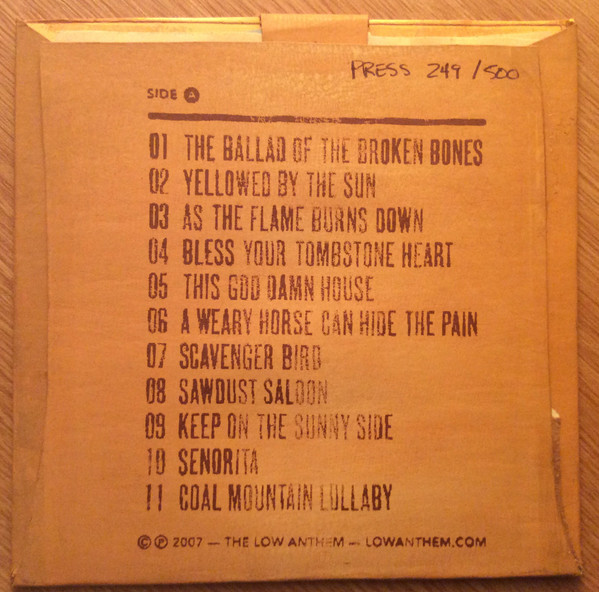 PRESS 249 / 500
SIDE A
01 THE BALLAD OF THE BROKEN BONES
02 YELLOWED BY THE SUN
03 AS THE FLAME BURNS DOWN
04 BLESS YOUR TOMBSTONE HEART
05 THIS GOD DAMN HOUSE
06 A WEARY HORSE CAN HIDE THE PAIN
07 SCAVENGER BIRD
08 SAWDUST SALOON
09 KEEP ON THE SUNNY SIDE
10 SENORITA
11 COAL MOUNTAIN LULLABY
© ℗ 2007 — THE LOW ANTHEM — LOWANTHEM.COM